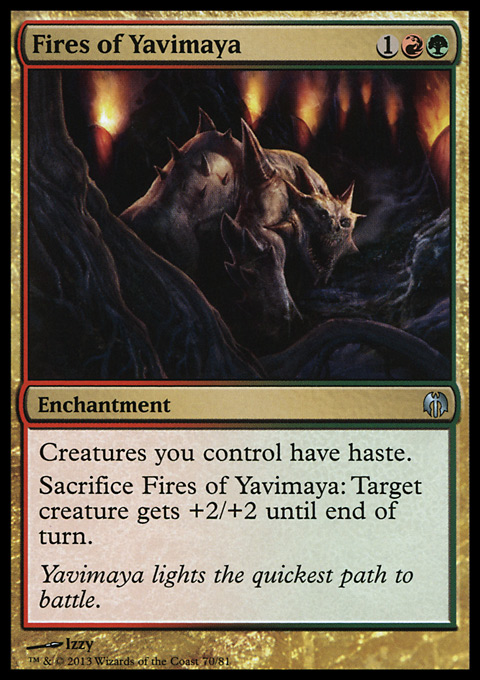 Fires of Yavimaya 1
Enchantment
Creatures you control have haste.
Sacrifice Fires of Yavimaya: Target
creature gets +2/+2 until end of
turn.
Yavimaya lights the quickest path to
battle.
Izzy
™ & © 2013 Wizards of the Coast 70/81